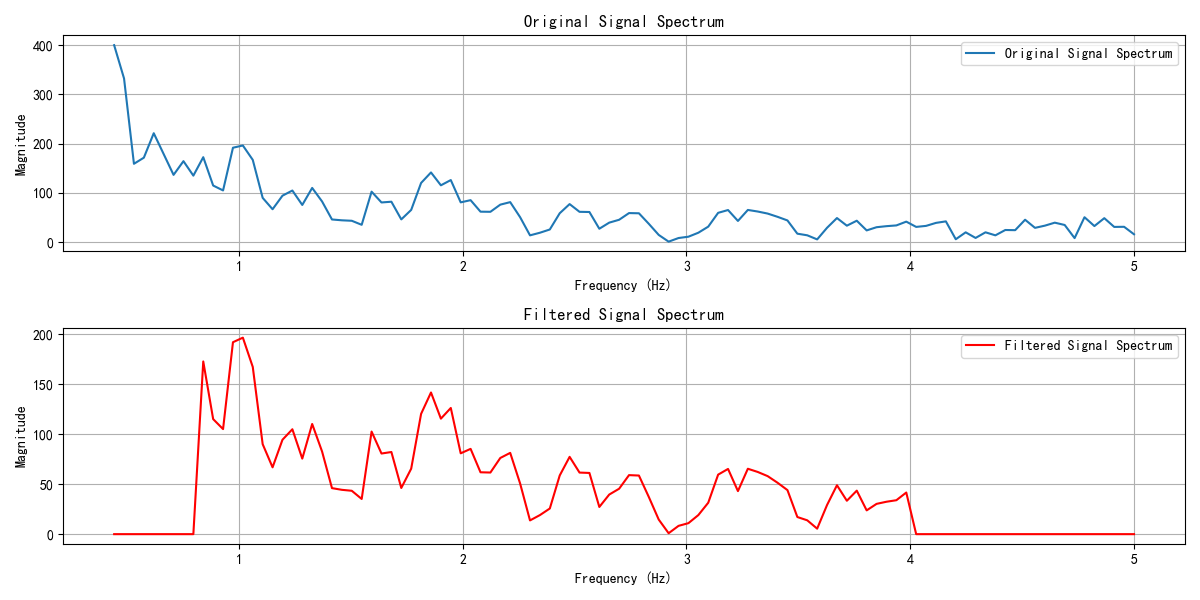 Original Signal Spectrum
400
300
200
100
0
Magnitude
Original Signal Spectrum
1 2 3 4 5
Frequency (Hz)
Filtered Signal Spectrum
200
150
100
50
0
Magnitude
Filtered Signal Spectrum
1 2 3 4 5
Frequency (Hz)